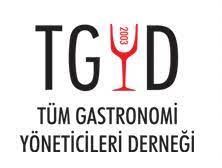 TGYD
2003
TÜM GASTRONOMİ
YÖNETİCİLERİ DERNEĞİ